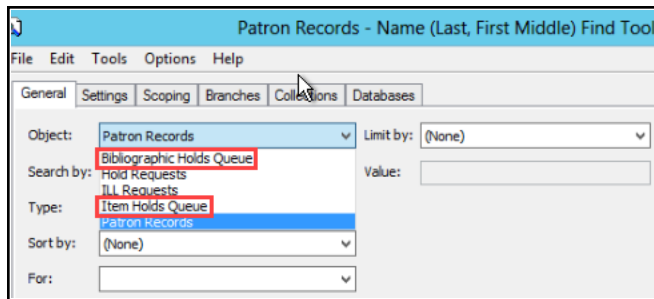 Patron Records - Name (Last, First Middle) Find Tool
File Edit Tools Options Help
General Settings Scoping Branches Collections Databases
Object: Patron Records Limit by: (None)
Bibliographic Holds Queue
Search by: Hold Requests Value:
ILL Requests
Type: Item Holds Queue
Patron Records
Sort by: (None)
For: